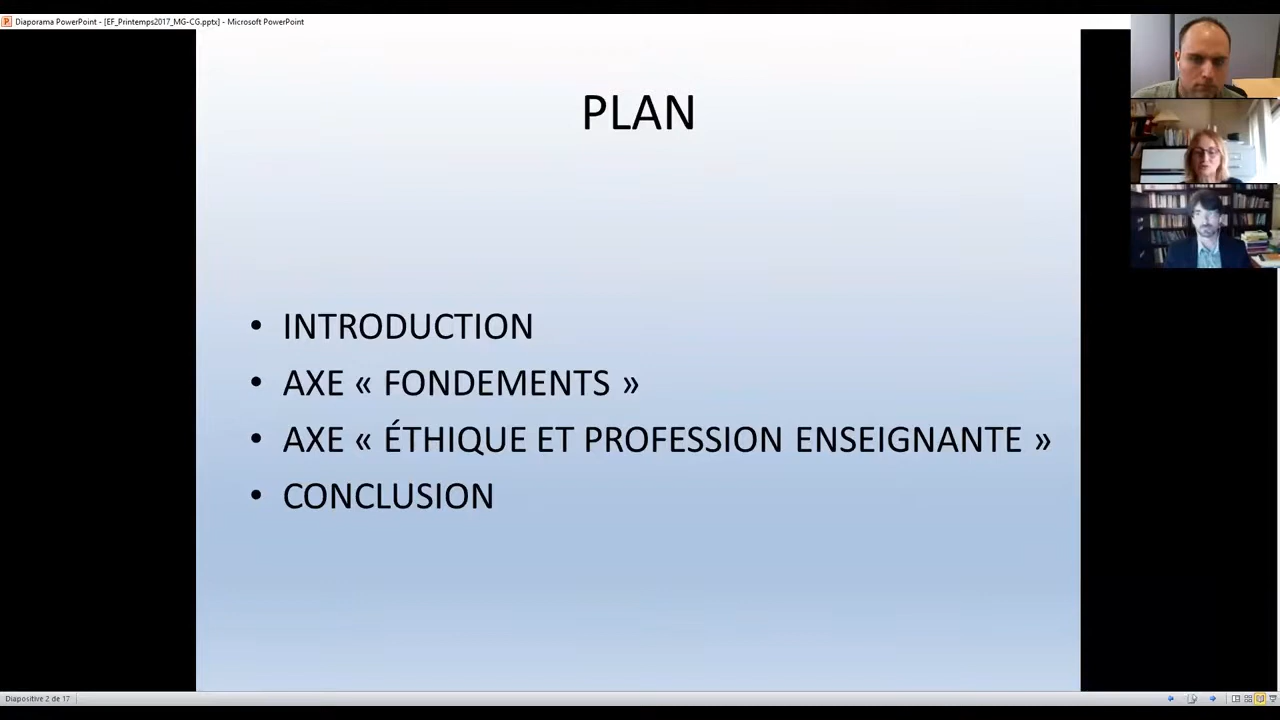 Diaporama PowerPoint - [EF_Printemps2017_MG-CG.pptx] - Microsoft PowerPoint
PLAN
• INTRODUCTION
• AXE « FONDEMENTS »
• AXE « ÉTHIQUE ET PROFESSION ENSEIGNANTE »
• CONCLUSION
Diapositive 2 de 17